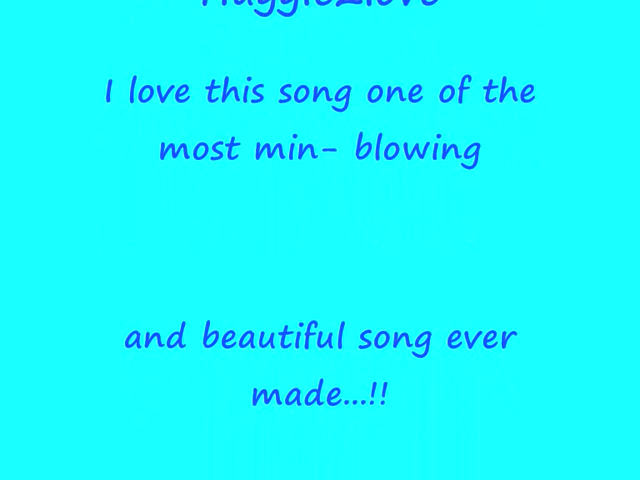 I love this song one of the
most min- blowing
and beautiful song ever
made...!!